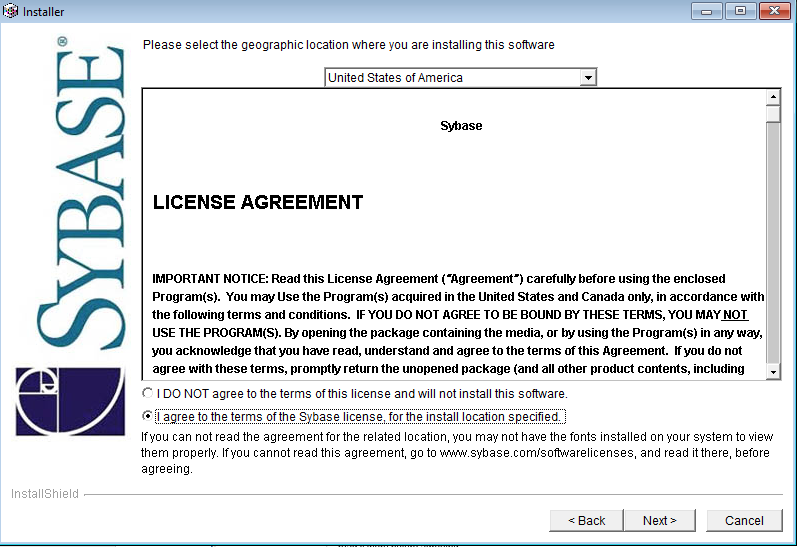 Installer
SYBASE®
Please select the geographic location where you are installing this software
United States of America
Sybase
LICENSE AGREEMENT
IMPORTANT NOTICE: Read this License Agreement (“Agreement”) carefully before using the enclosed
Program(s).  You may Use the Program(s) acquired in the United States and Canada only, in accordance with
the following terms and conditions.  IF YOU DO NOT AGREE TO BE BOUND BY THESE TERMS, YOU MAY NOT
USE THE PROGRAM(S). By opening the package containing the media, or by using the Program(s) in any way,
you acknowledge that you have read, understand and agree to the terms of this Agreement.  If you do not
agree with these terms, promptly return the unopened package (and all other product contents, including
I DO NOT agree to the terms of this license and will not install this software.
I agree to the terms of the Sybase license, for the install location specified.
If you can not read the agreement for the related location, you may not have the fonts installed on your system to view
them properly. If you cannot read this agreement, go to www.sybase.com/softwarelicenses, and read it there, before
agreeing.
InstallShield
< Back
Next >
Cancel